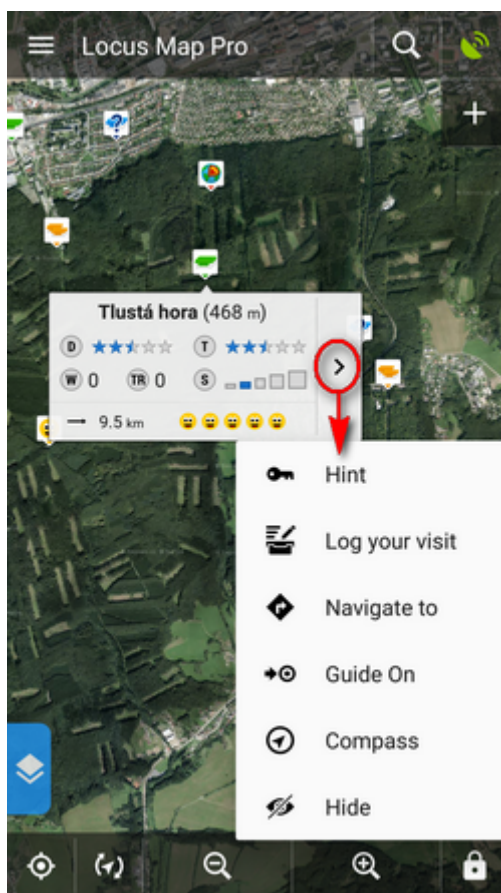 Locus Map Pro
Tlustá hora (468 m)
D T
W 0 TR 0 S
9.5 km
Hint
Log your visit
Navigate to
Guide On
Compass
Hide